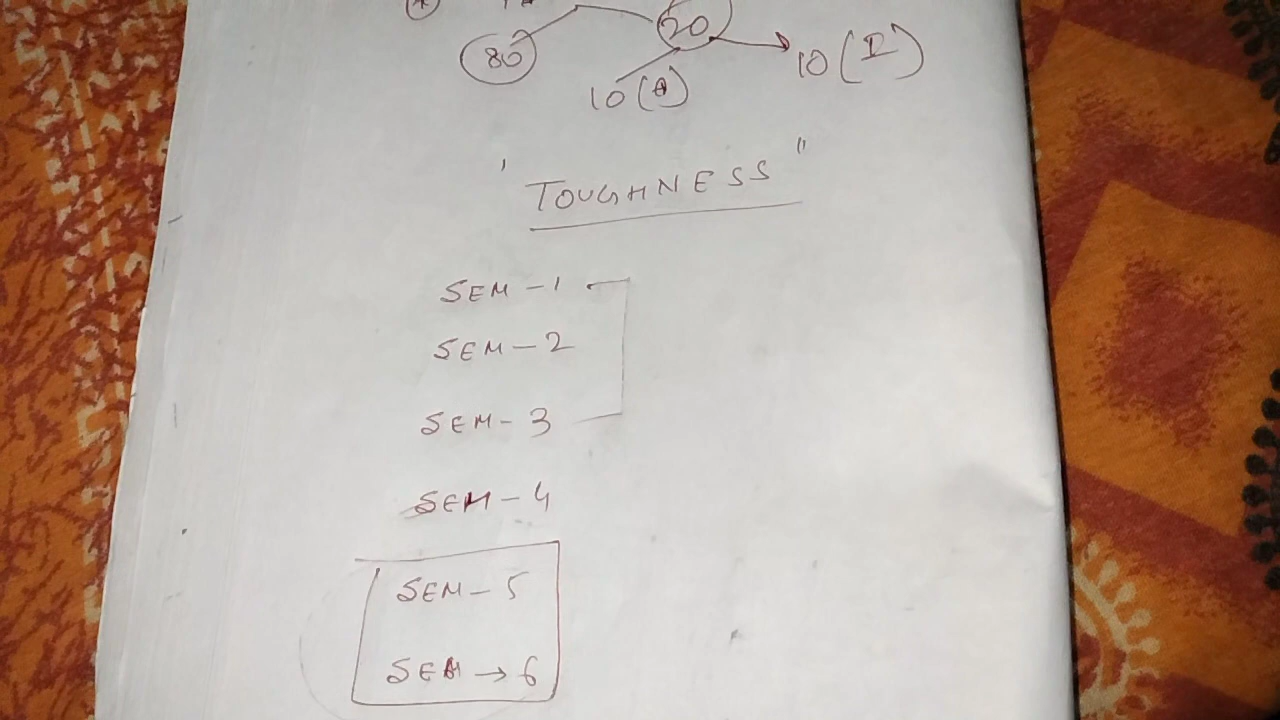 80 20 10 (I)
10 (A)
' TOUGHNESS "
SEM - 1
SEM - 2
SEM - 3
SEM - 4
SEM - 5
SEM → 6